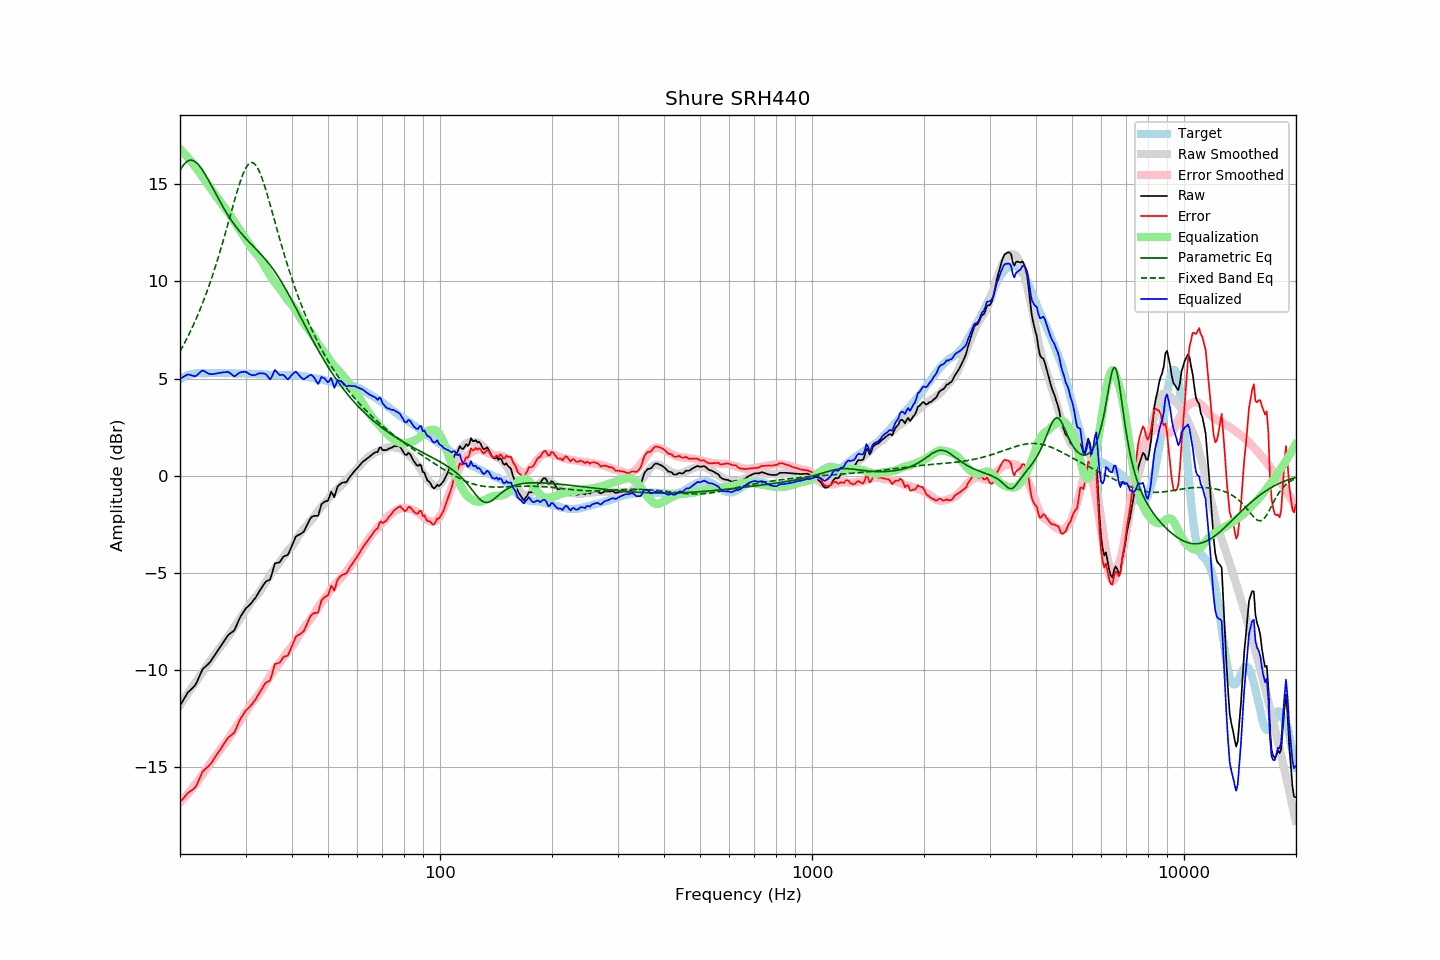 Shure SRH440
Amplitude (dBr)
15
10
5
0
−5
−10
−15
Target
Raw Smoothed
Error Smoothed
Raw
Error
Equalization
Parametric Eq
Fixed Band Eq
Equalized
100
1000
10000
Frequency (Hz)